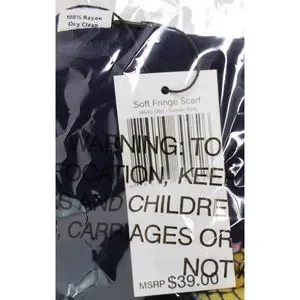 100% Rayon
Dry Clean
Soft Fringe Scarf
WARNING: TO
FOCATION, KEE
S AND CHILDRE
, CARRIAGES OR
NOT
MSRP $39.00